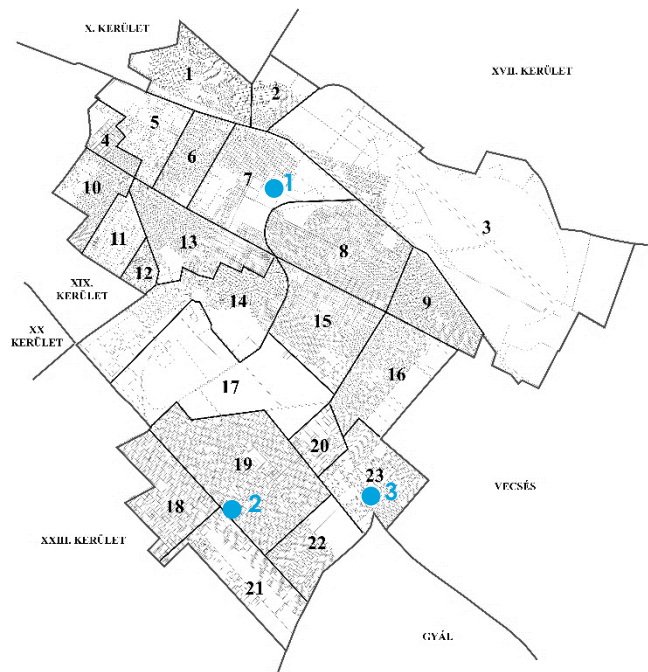 X. KERÜLET
XVII. KERÜLET
1
2
5
4
6
7
1
3
10
11
13
8
12
9
XIX.
KERÜLET
14
15
XX
KERÜLET
16
17
20
19
23
3
VECSÉS
18
2
XXIII. KERÜLET
22
21
GYÁL